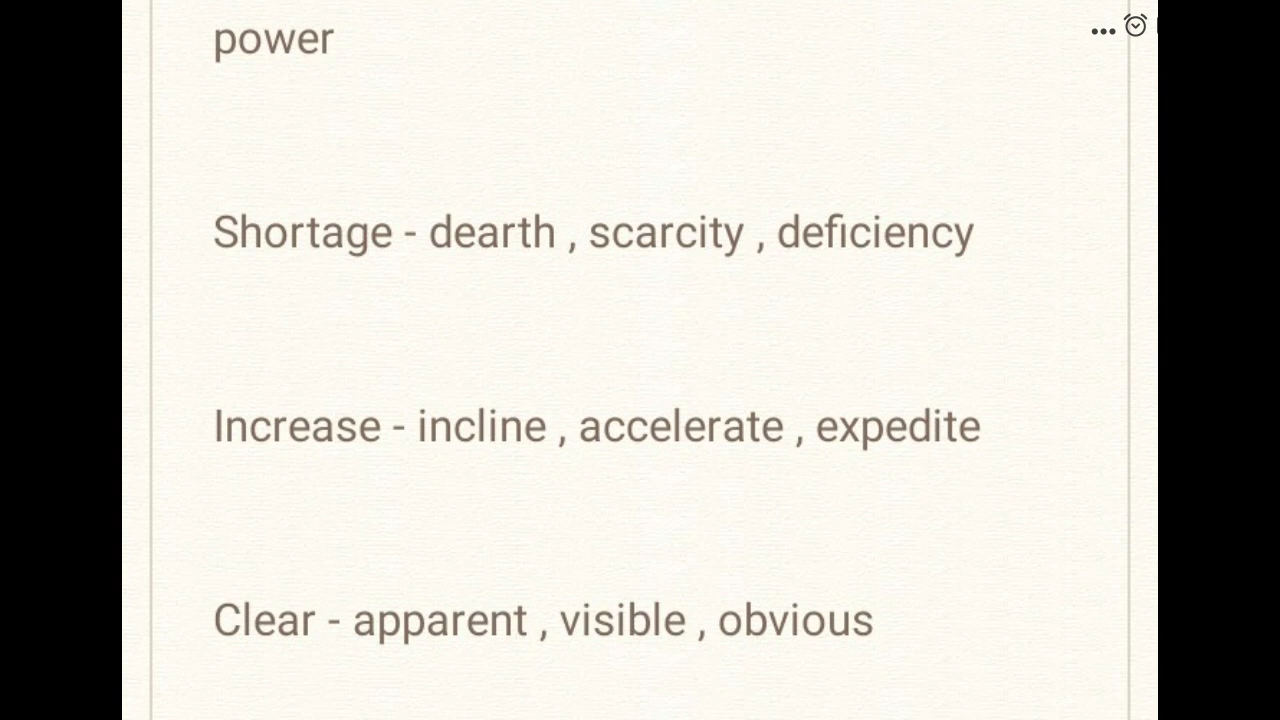 power
Shortage - dearth , scarcity , deficiency
Increase - incline , accelerate , expedite
Clear - apparent , visible , obvious